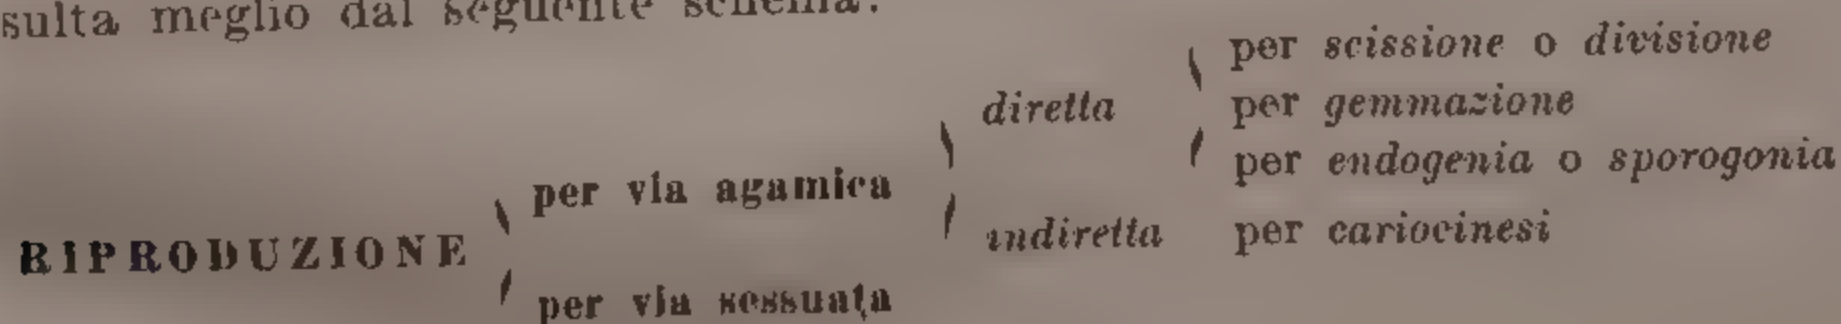 sulta meglio dal seguente schema:
per scissione o divisione
diretta per gemmazione
per endogenia o sporogonia
per via agamica
indiretta per cariocinesi
RIPRODUZIONE
per via sessuata